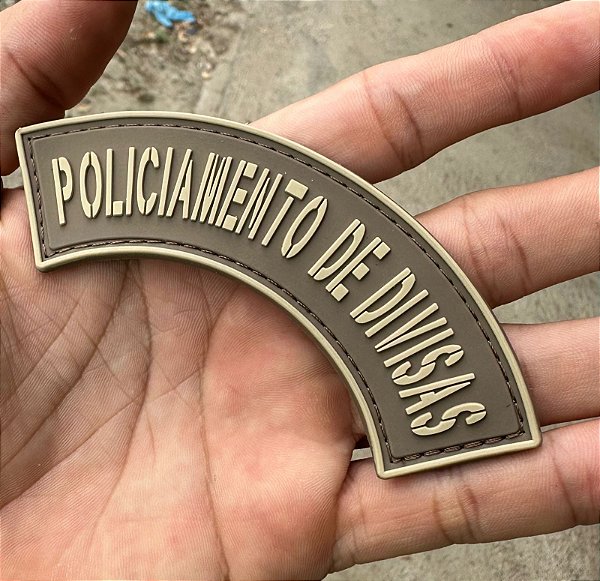 POLICIAMENTO DE DIVISAS